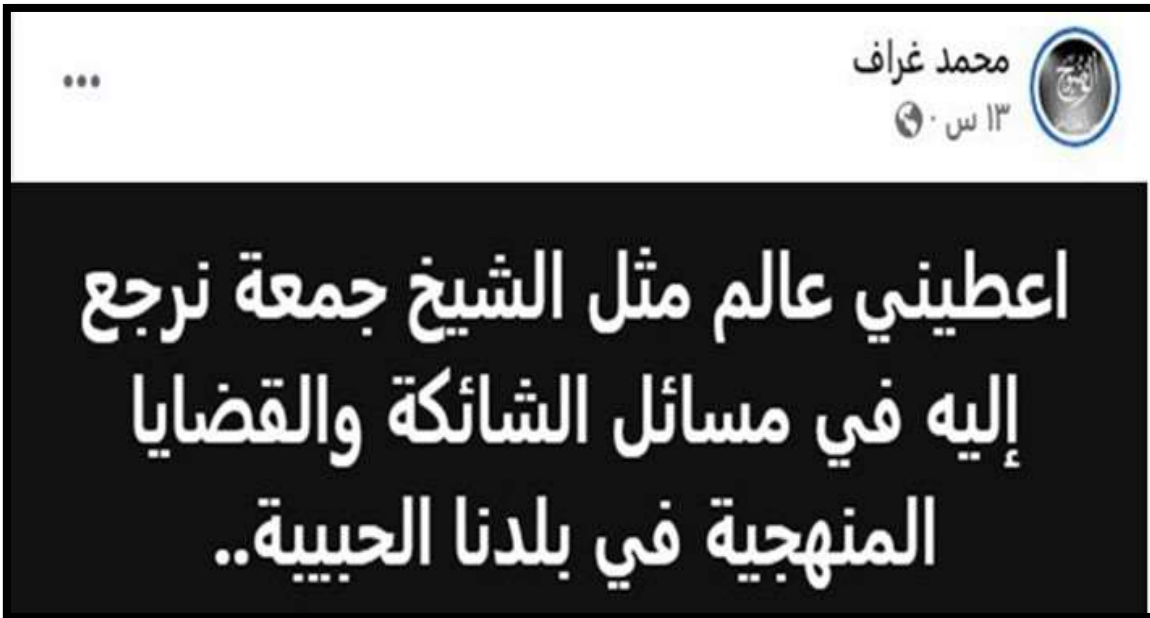 محمد غراف
١٣ س ·
اعطيني عالم مثل الشيخ جمعة نرجع
إليه في مسائل الشائكة والقضايا
المنهجية في بلدنا الحبيبة..